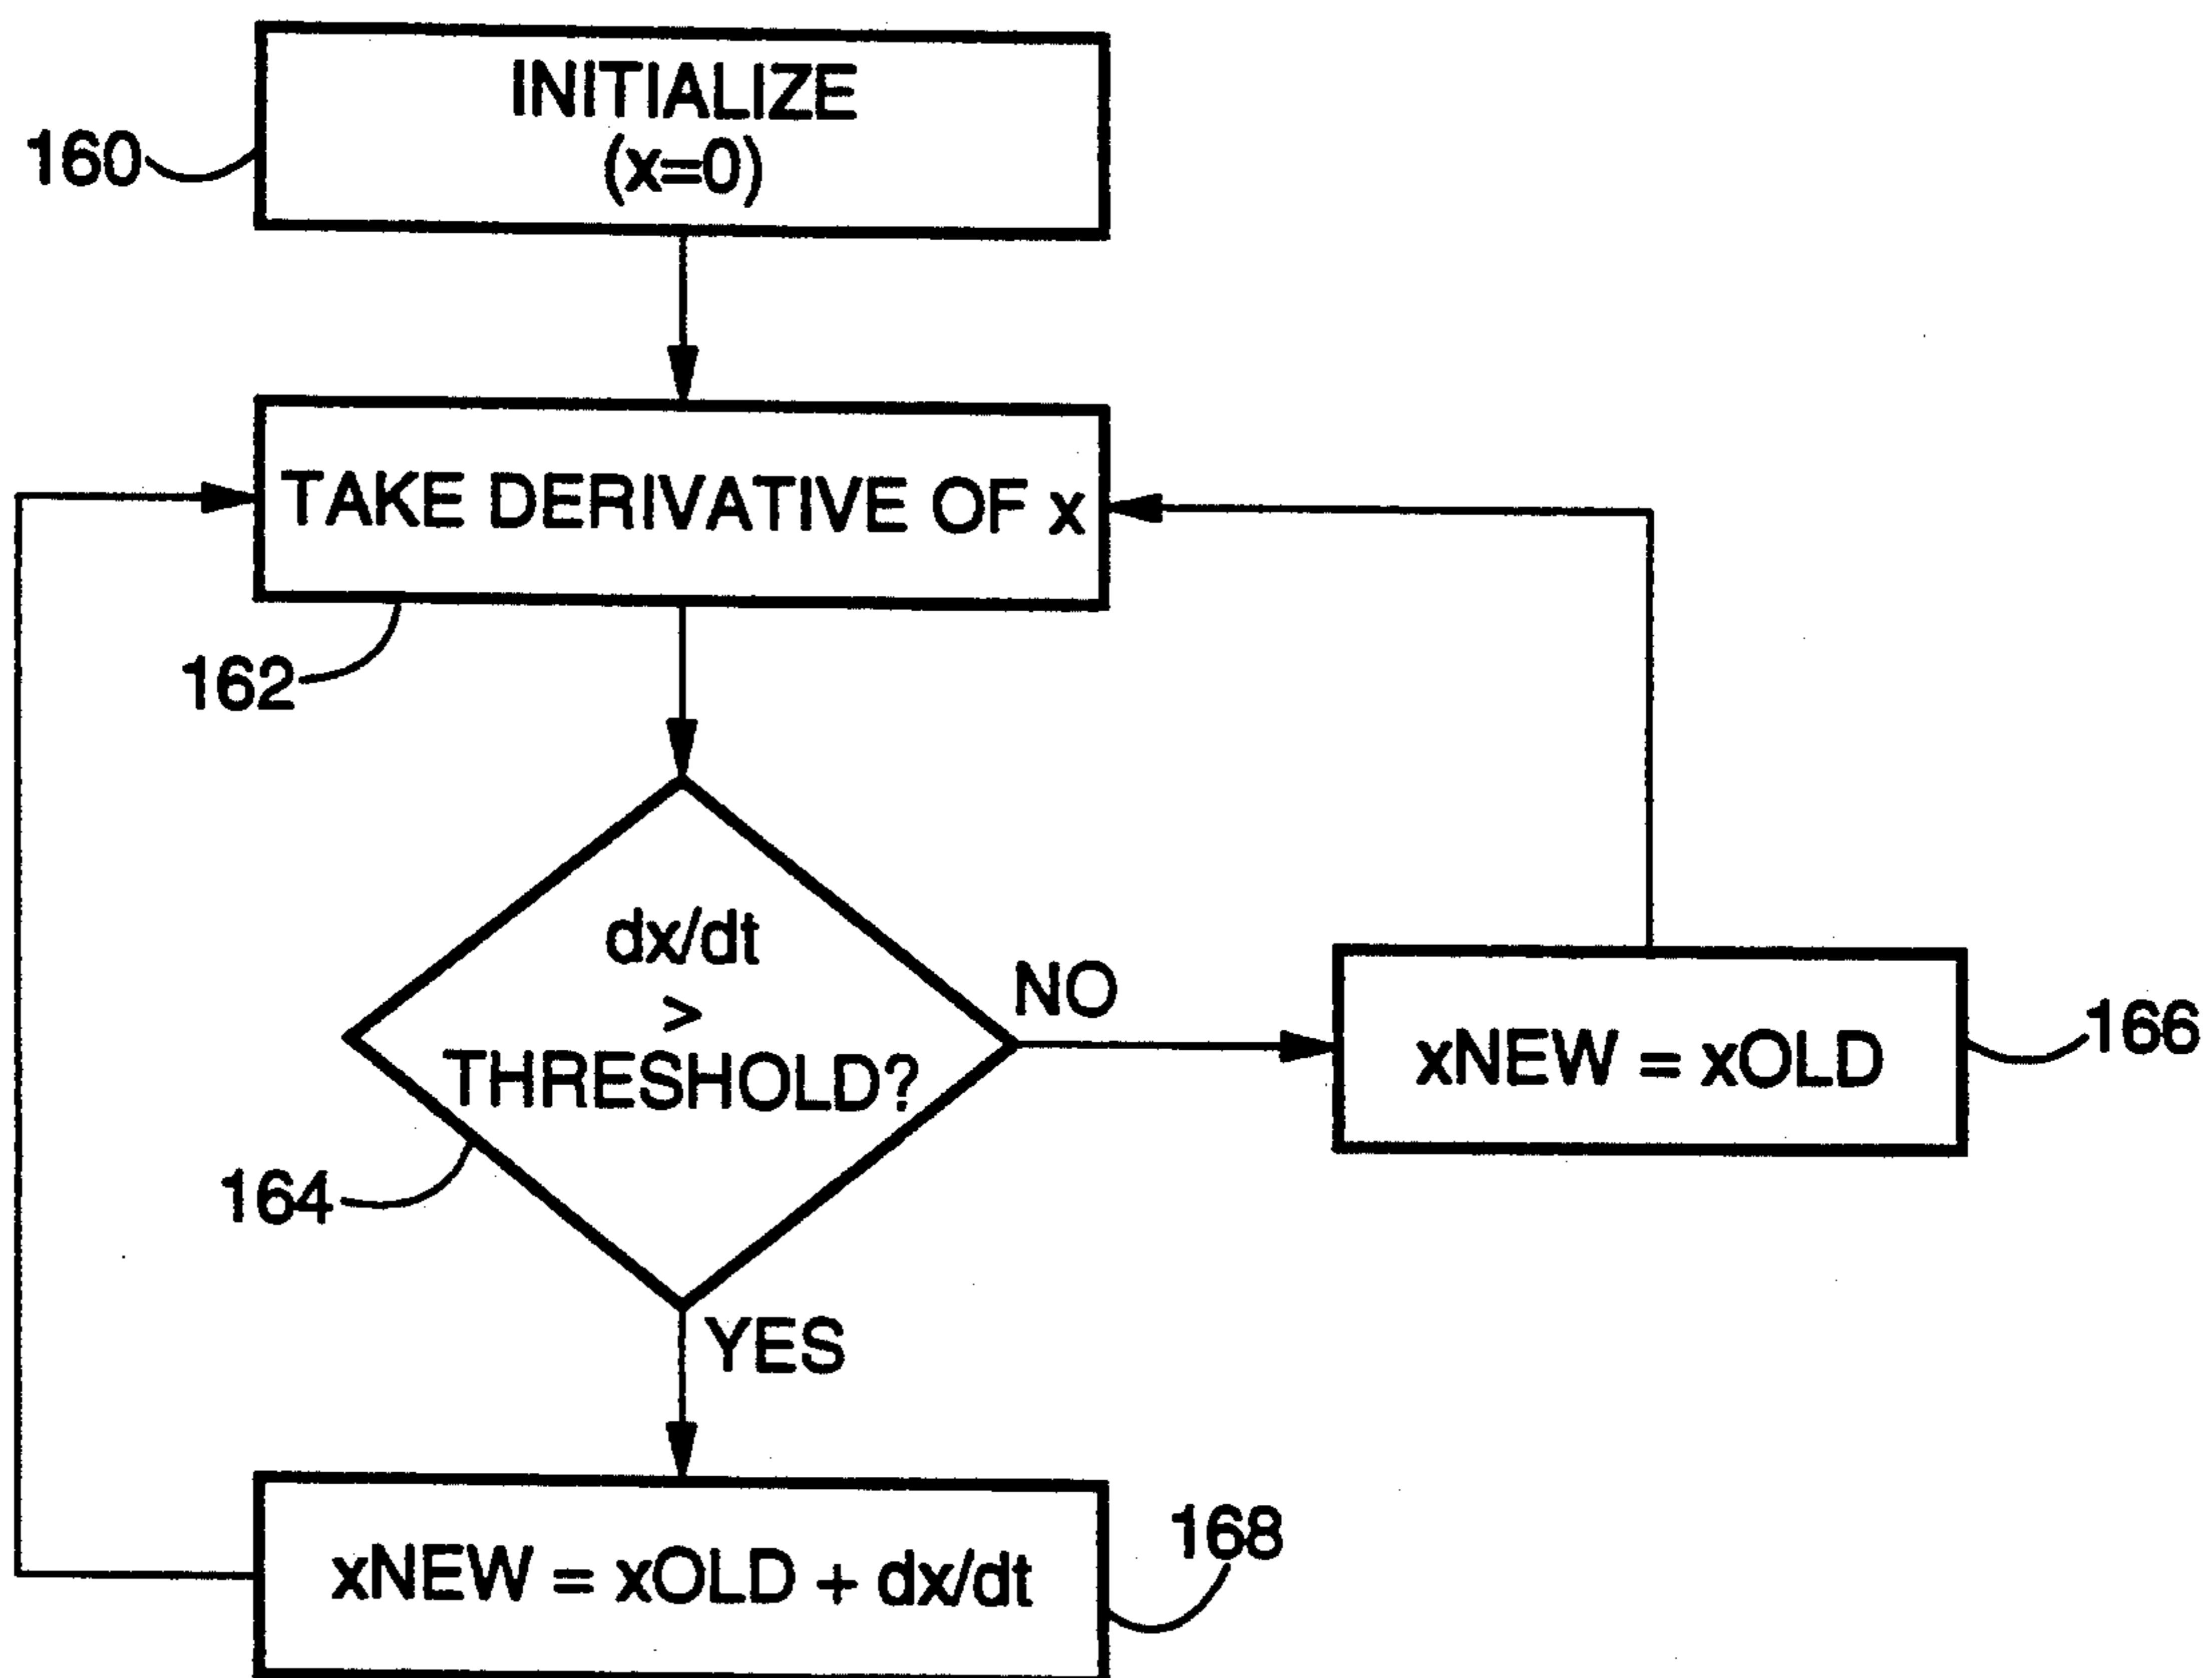 INITIALIZE
(x=0)
160
TAKE DERIVATIVE OF x
162
dx/dt
>
THRESHOLD?
NO
xNEW = xOLD
166
164
YES
168
xNEW = xOLD + dx/dt